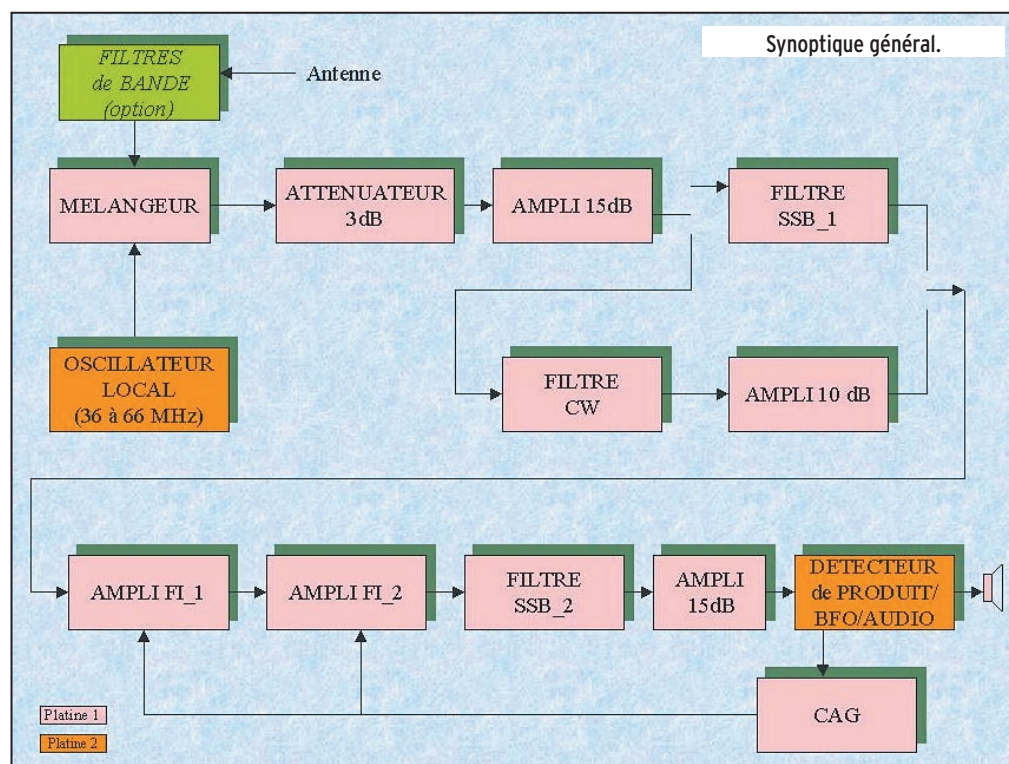 Synoptique général.
FILTRES
de BANDE
(option)
Antenne
MELANGEUR
ATTENUATEUR
3dB
AMPLI 15dB
FILTRE
SSB_1
OSCILLATEUR
LOCAL
(36 à 66 MHz)
FILTRE
CW
AMPLI 10 dB
AMPLI FI_1
AMPLI FI_2
FILTRE
SSB_2
AMPLI
15dB
DETECTEUR
de PRODUIT/
BFO/AUDIO
CAG
Platine 1
Platine 2